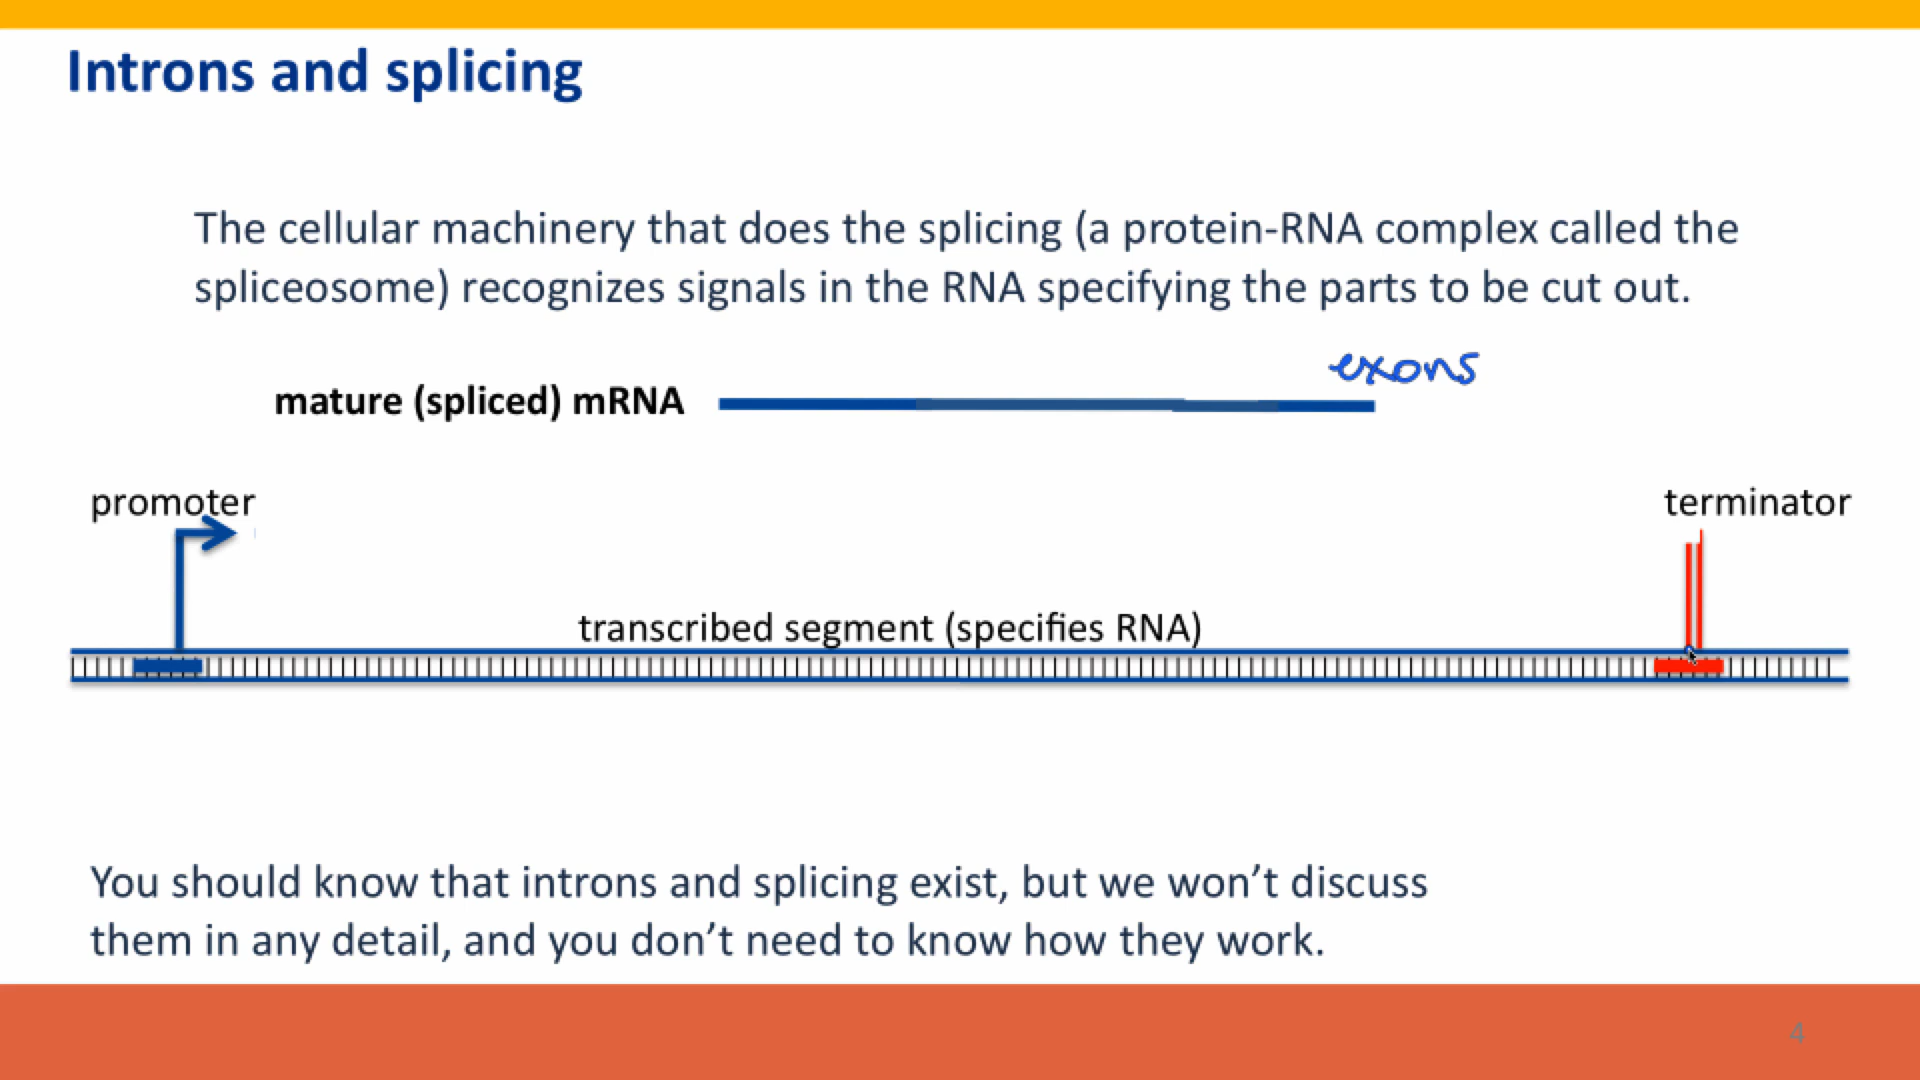 Introns and splicing
The cellular machinery that does the splicing (a protein-RNA complex called the
spliceosome) recognizes signals in the RNA specifying the parts to be cut out.
exons
mature (spliced) mRNA
promoter
terminator
transcribed segment (specifies RNA)
You should know that introns and splicing exist, but we won’t discuss
them in any detail, and you don’t need to know how they work.
4